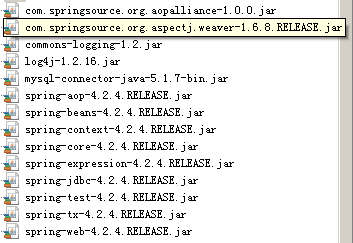 com.springsource.org.aopalliance-1.0.0.jar
com.springsource.org.aspectj.weaver-1.6.8.RELEASE.jar
commons-logging-1.2.jar
log4j-1.2.16.jar
mysql-connector-java-5.1.7-bin.jar
spring-aop-4.2.4.RELEASE.jar
spring-beans-4.2.4.RELEASE.jar
spring-context-4.2.4.RELEASE.jar
spring-core-4.2.4.RELEASE.jar
spring-expression-4.2.4.RELEASE.jar
spring-jdbc-4.2.4.RELEASE.jar
spring-test-4.2.4.RELEASE.jar
spring-tx-4.2.4.RELEASE.jar
spring-web-4.2.4.RELEASE.jar